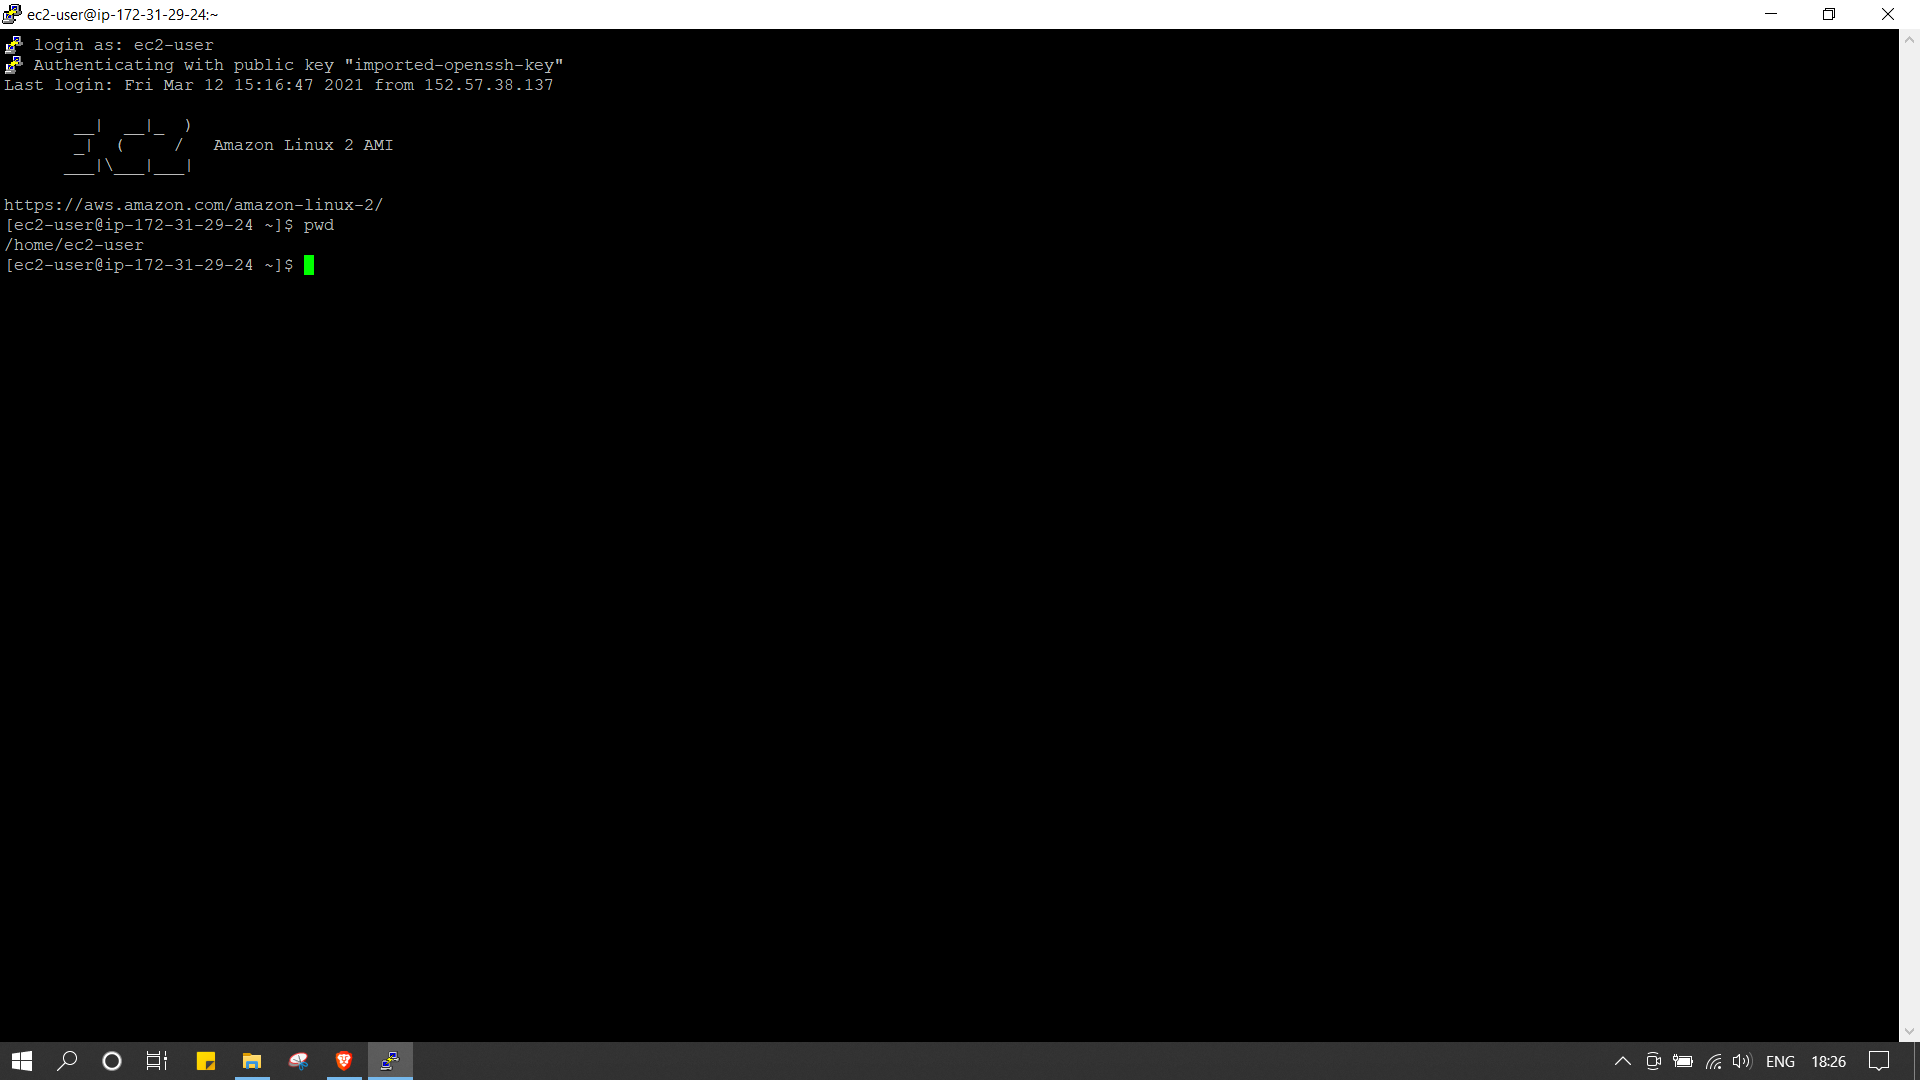 ec2-user@ip-172-31-29-24:~
login as: ec2-user
Authenticating with public key "imported-openssh-key"
Last login: Fri Mar 12 15:16:47 2021 from 152.57.38.137
       __|  __|_  )
       _|  (     /   Amazon Linux 2 AMI
      ___|\___|___|
https://aws.amazon.com/amazon-linux-2/
[ec2-user@ip-172-31-29-24 ~]$ pwd
/home/ec2-user
[ec2-user@ip-172-31-29-24 ~]$
ENG 18:26